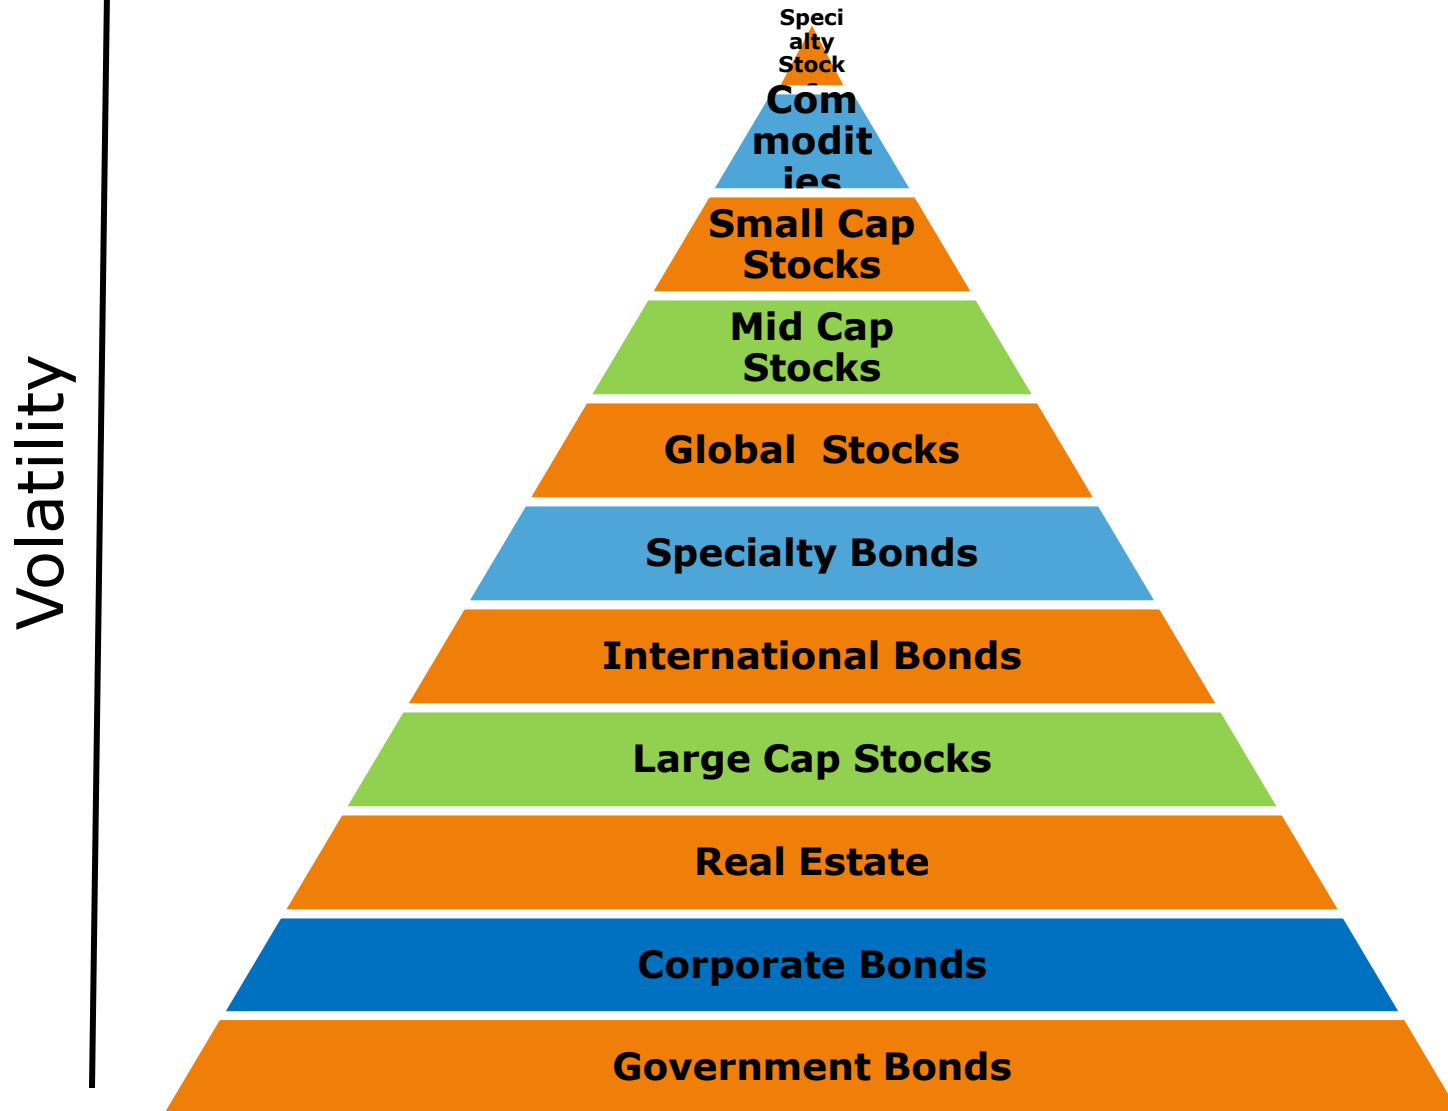 Volatility
Speci
alty
Stock
Com
modit
ies
Small Cap
Stocks
Mid Cap
Stocks
Global  Stocks
Specialty Bonds
International Bonds
Large Cap Stocks
Real Estate
Corporate Bonds
Government Bonds